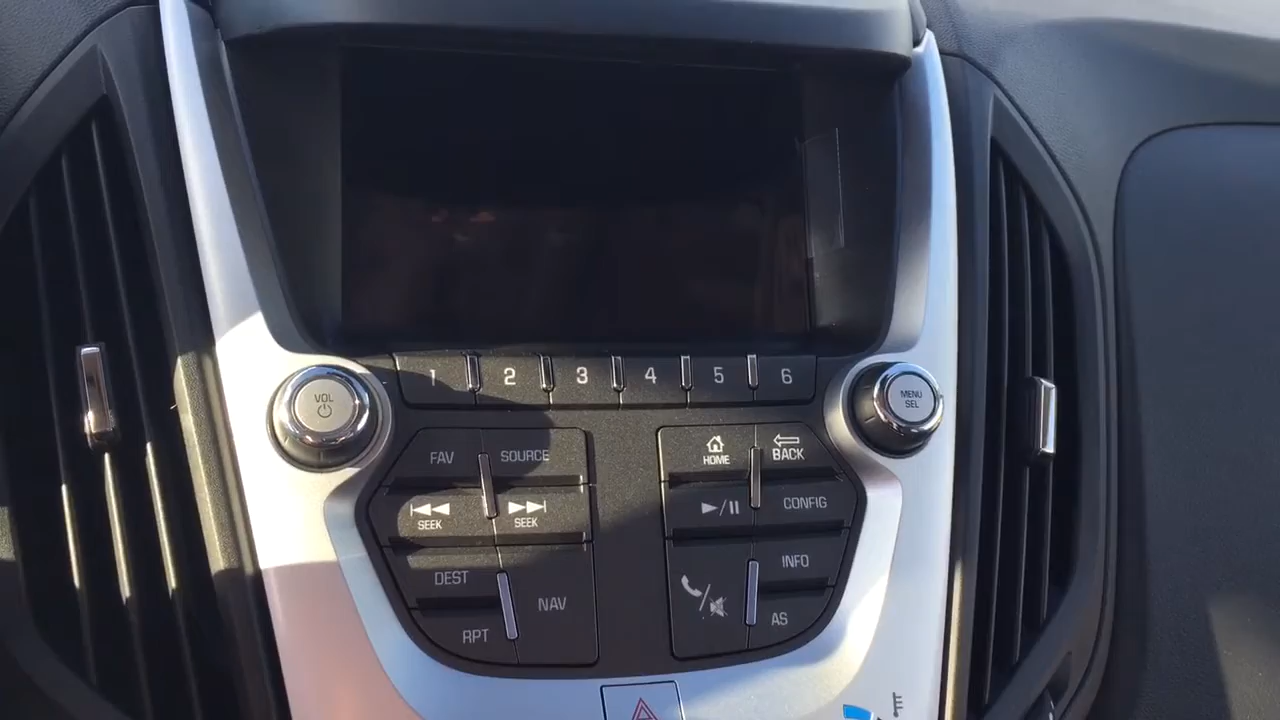 1 2 3 4 5 6
VOL
MENU
SEL
FAV SOURCE
SEEK SEEK
DEST
NAV
RPT
HOME BACK
CONFIG
INFO
AS